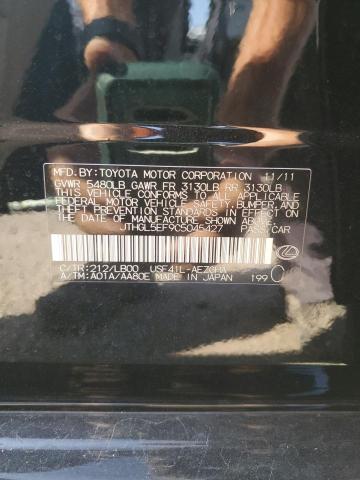 MFD. BY: TOYOTA MOTOR CORPORATION 11/11
GVWR 5480LB GAWR FR 3130LB RR 3130LB
THIS VEHICLE CONFORMS TO ALL APPLICABLE
FEDERAL MOTOR VEHICLE SAFETY, BUMPER, AND
THEFT PREVENTION STANDARDS IN EFFECT ON
THE DATE OF MANUFACTURE SHOWN ABOVE.
JTHGL5EF9C5045427 PASS.CAR
C/TR:212/LB00 USF41L-AEZGHA
A/TM:A01A/AA80E MADE IN JAPAN 199 C